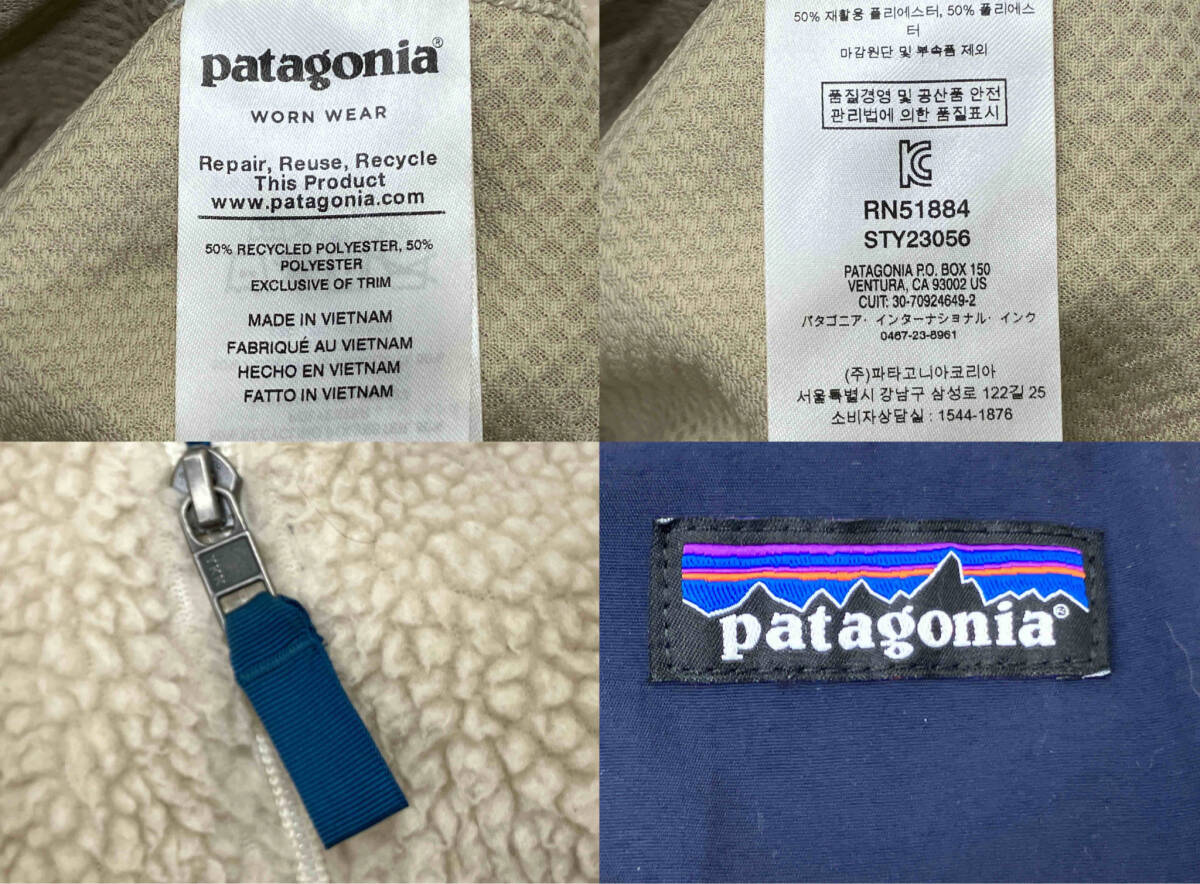 patagonia®
WORN WEAR
Repair, Reuse, Recycle
This Product
www.patagonia.com
50% RECYCLED POLYESTER, 50%
POLYESTER
EXCLUSIVE OF TRIM
MADE IN VIETNAM
FABRIQUÉ AU VIETNAM
HECHO EN VIETNAM
FATTO IN VIETNAM
50% 재활용 폴리에스터, 50% 폴리에스
터
마감원단 및 부속품 제외
품질경영 및 공산품 안전
관리법에 의한 품질표시
RN51884
STY23056
PATAGONIA P.O. BOX 150
VENTURA, CA 93002 US
CUIT: 30-70924649-2
パタゴニア・インターナショナル・インク
0467-23-8961
(주)파타고니아코리아
서울특별시 강남구 삼성로 122길 25
소비자상담실 : 1544-1876
patagonia®